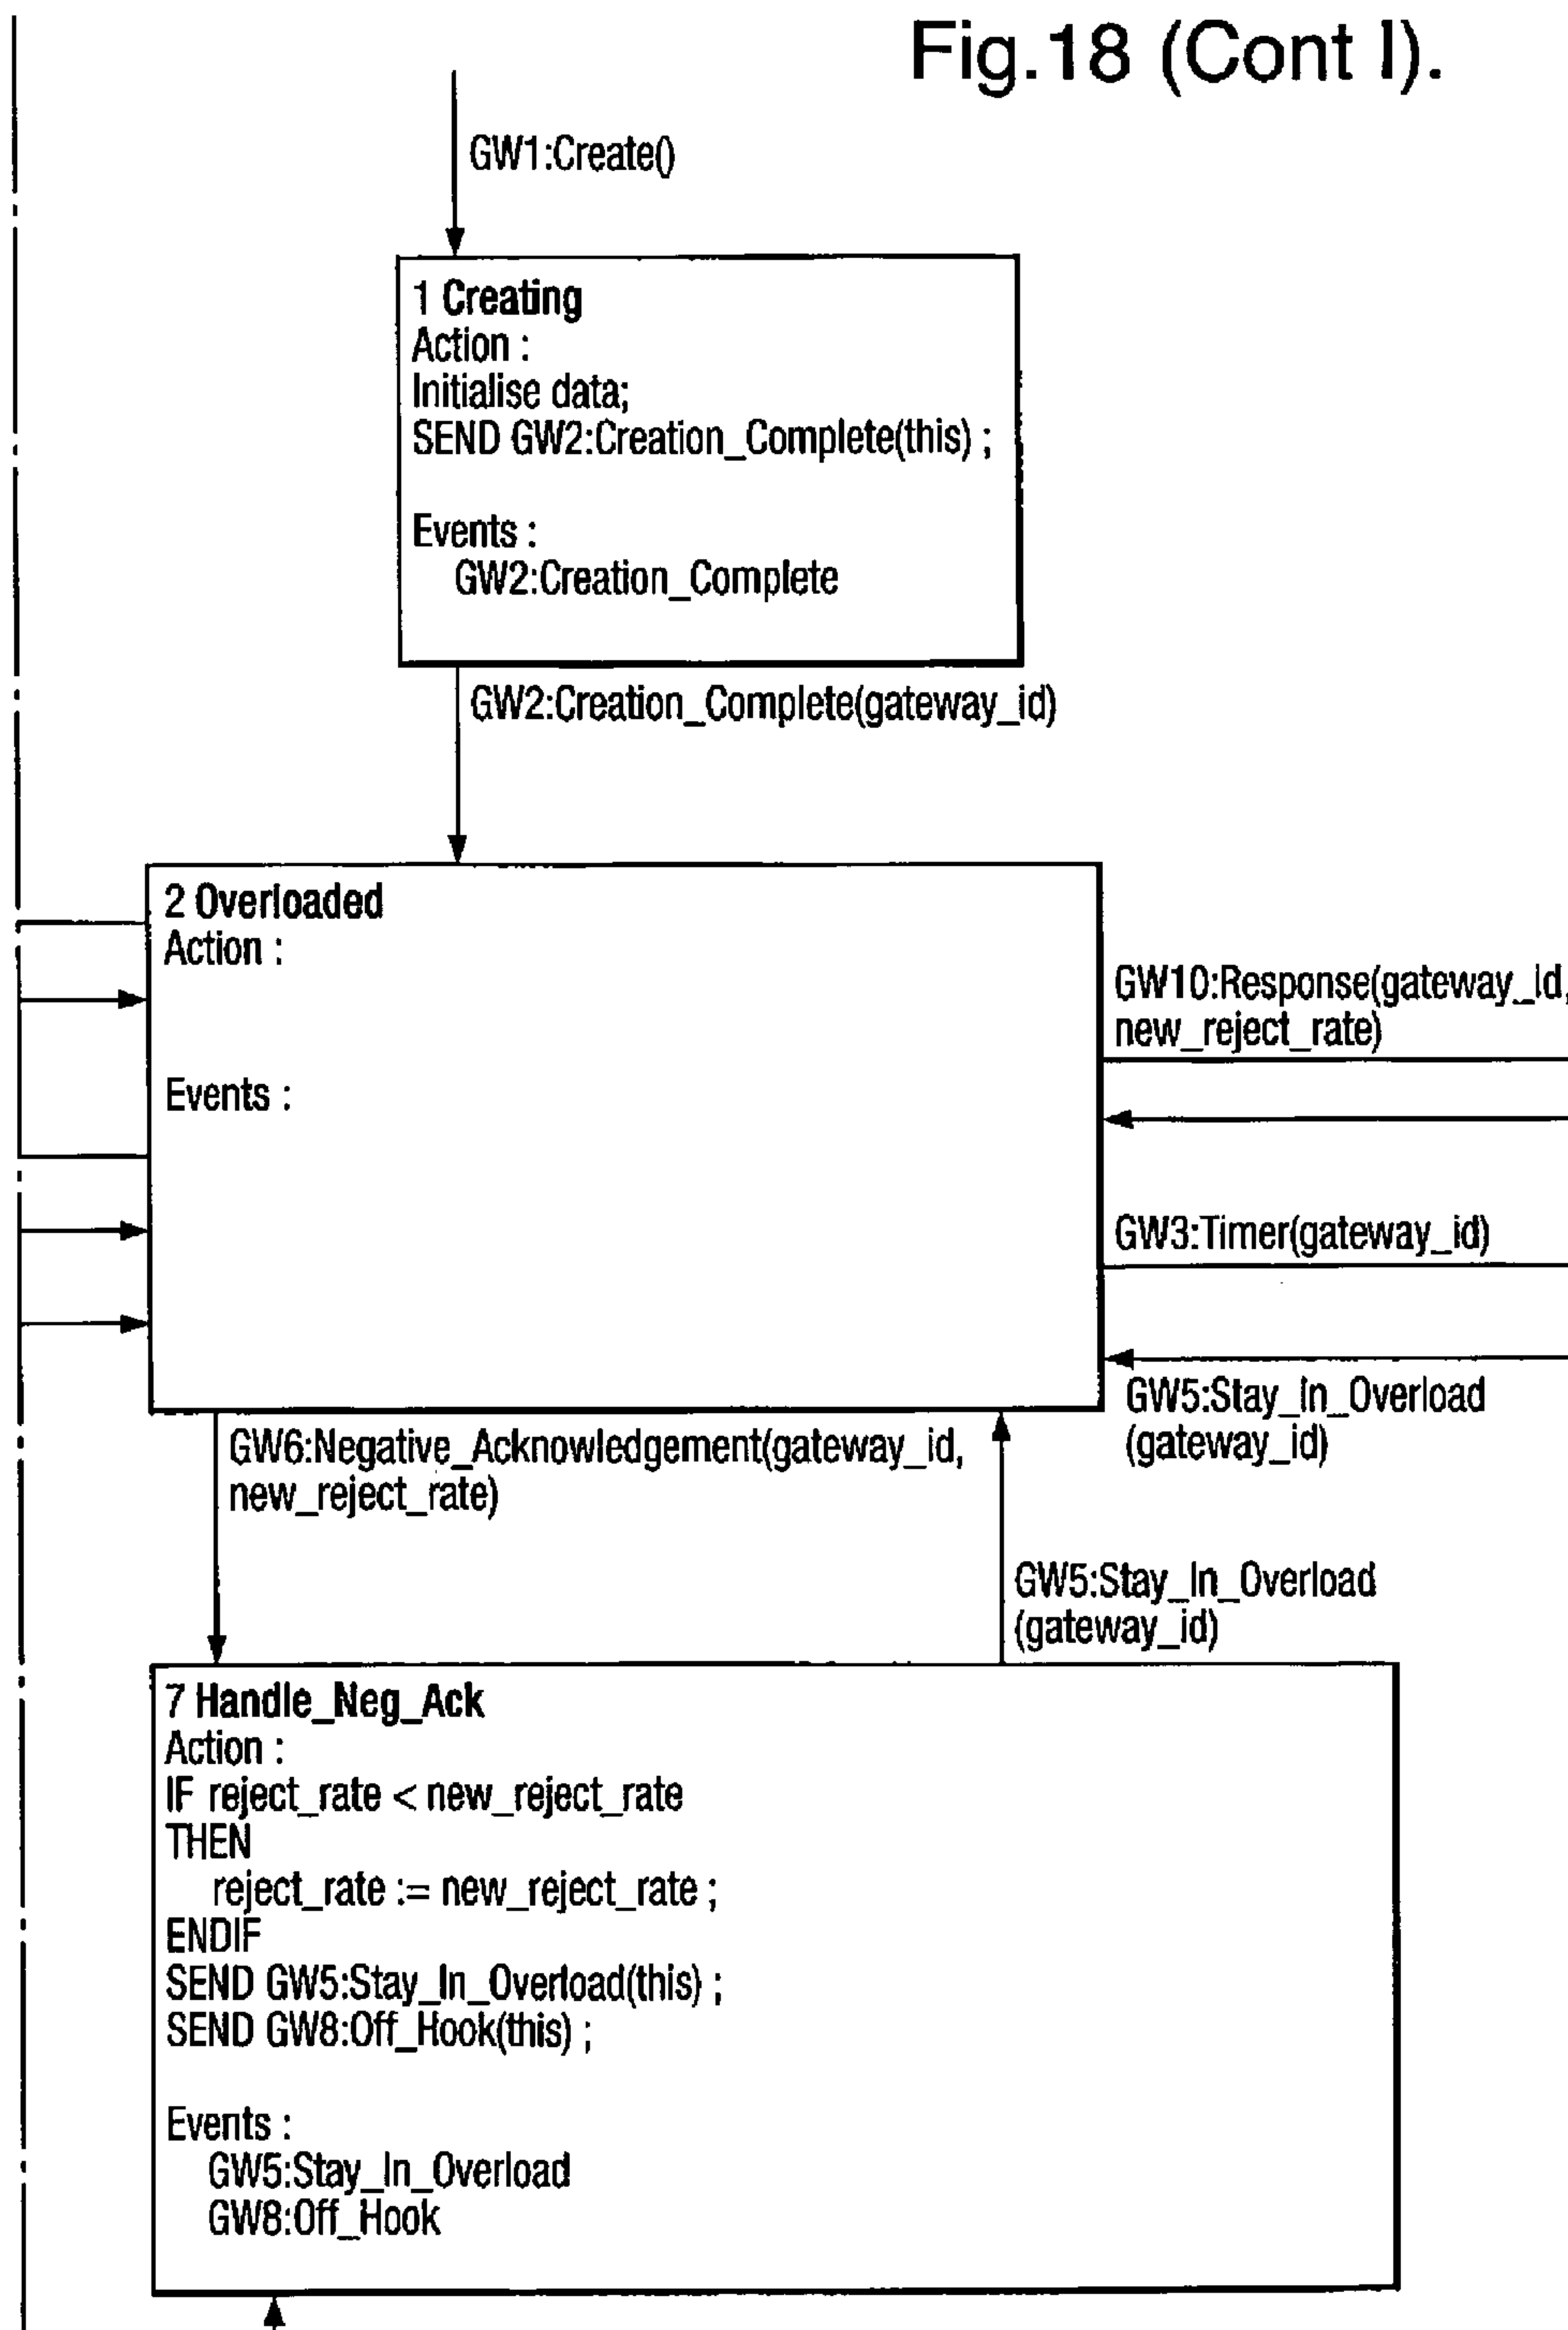 Fig.18 (Cont I).
GW1:Create()
1 Creating
Action :
Initialise data;
SEND GW2:Creation_Complete(this) ;
Events :
GW2:Creation_Complete
GW2:Creation_Complete(gateway_id)
2 Overloaded
Action :
Events :
GW10:Response(gateway_id,
new_reject_rate)
GW3:Timer(gateway_id)
GW5:Stay_In_Overload
(gateway_id)
GW6:Negative_Acknowledgement(gateway_id,
new_reject_rate)
GW5:Stay_In_Overload
(gateway_id)
7 Handle_Neg_Ack
Action :
IF reject_rate < new_reject_rate
THEN
reject_rate := new_reject_rate ;
ENDIF
SEND GW5:Stay_In_Overload(this) ;
SEND GW8:Off_Hook(this) ;
Events :
GW5:Stay_In_Overload
GW8:Off_Hook